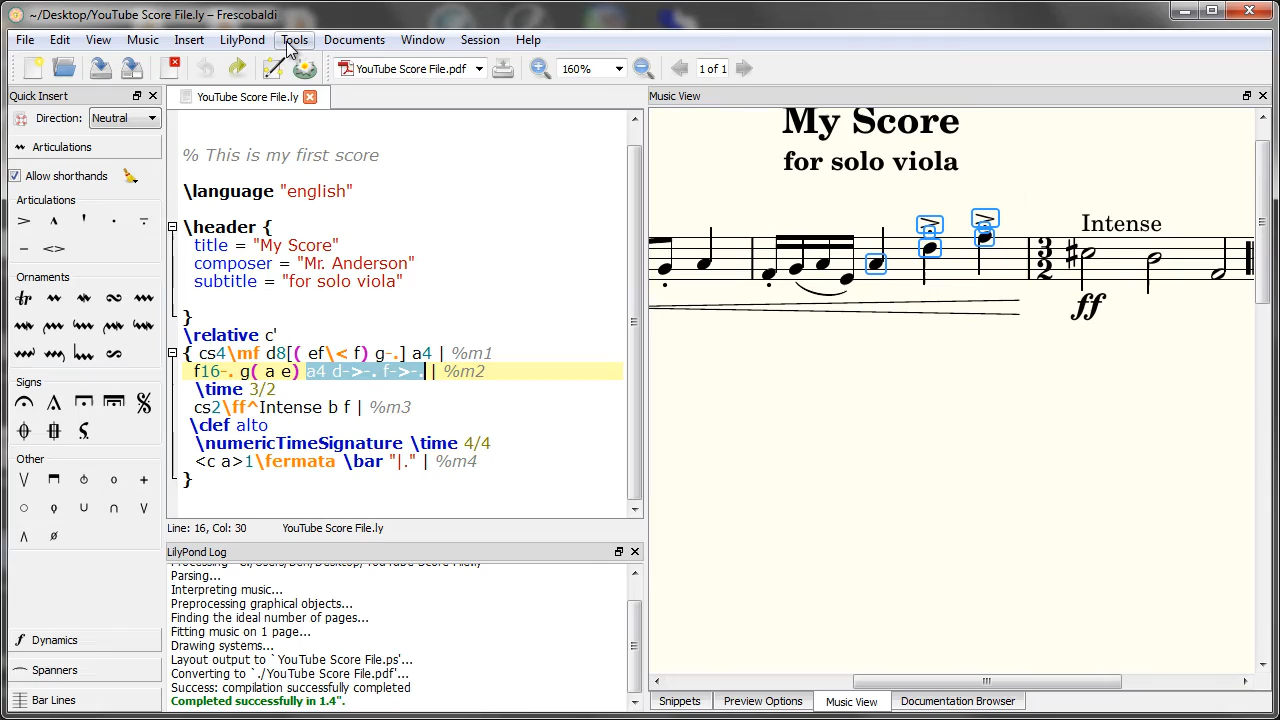 ~/Desktop/YouTube Score File.ly - Frescobaldi
File Edit View Music Insert LilyPond Tools Documents Window Session Help
YouTube Score File.pdf 160% 1 of 1
Quick Insert
Direction: Neutral
Articulations
Allow shorthands
Articulations
Ornaments
Signs
Other
Dynamics
Spanners
Bar Lines
YouTube Score File.ly
% This is my first score
\language "english"
\header {
title = "My Score"
composer = "Mr. Anderson"
subtitle = "for solo viola"
}
\relative c'
{ cs4\mf d8[( ef\< f) g-.] a4 | %m1
f16-. g( a e) a4 d->-. f->-. | %m2
\time 3/2
cs2\ff^Intense b f | %m3
\clef alto
\numericTimeSignature \time 4/4
<c a>1\fermata \bar "|." | %m4
}
Line: 16, Col: 30 YouTube Score File.ly
LilyPond Log
Parsing...
Interpreting music...
Preprocessing graphical objects...
Finding the ideal number of pages...
Fitting music on 1 page...
Drawing systems...
Layout output to `YouTube Score File.ps'...
Converting to `./YouTube Score File.pdf'...
Success: compilation successfully completed
Completed successfully in 1.4".
Music View
My Score
for solo viola
Intense
3
2
ff
Snippets Preview Options Music View Documentation Browser